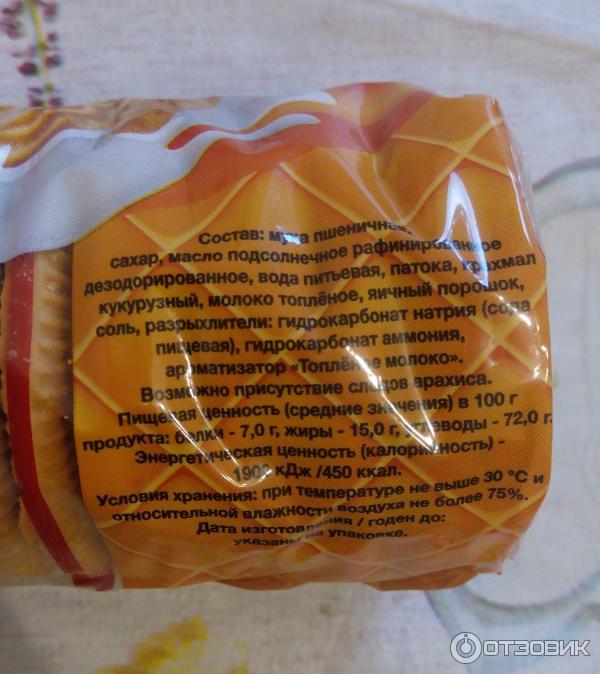 Состав: мука пшеничная,
сахар, масло подсолнечное рафинированное
дезодорированное, вода питьевая, патока, крахмал
кукурузный, молоко топлёное, яичный порошок,
соль, разрыхлители: гидрокарбонат натрия (сода
пищевая), гидрокарбонат аммония,
ароматизатор «Топлёное молоко».
Возможно присутствие следов арахиса.
Пищевая ценность (средние значения) в 100 г
продукта: белки - 7,0 г, жиры - 15,0 г, углеводы - 72,0 г.
Энергетическая ценность (калорийность) -
кДж /450 ккал.
Условия хранения: при температуре не выше 30 °С и
относительной влажности воздуха не более 75%.
Дата изготовления / годен до:
указаны на упаковке.
ОТЗОВИК